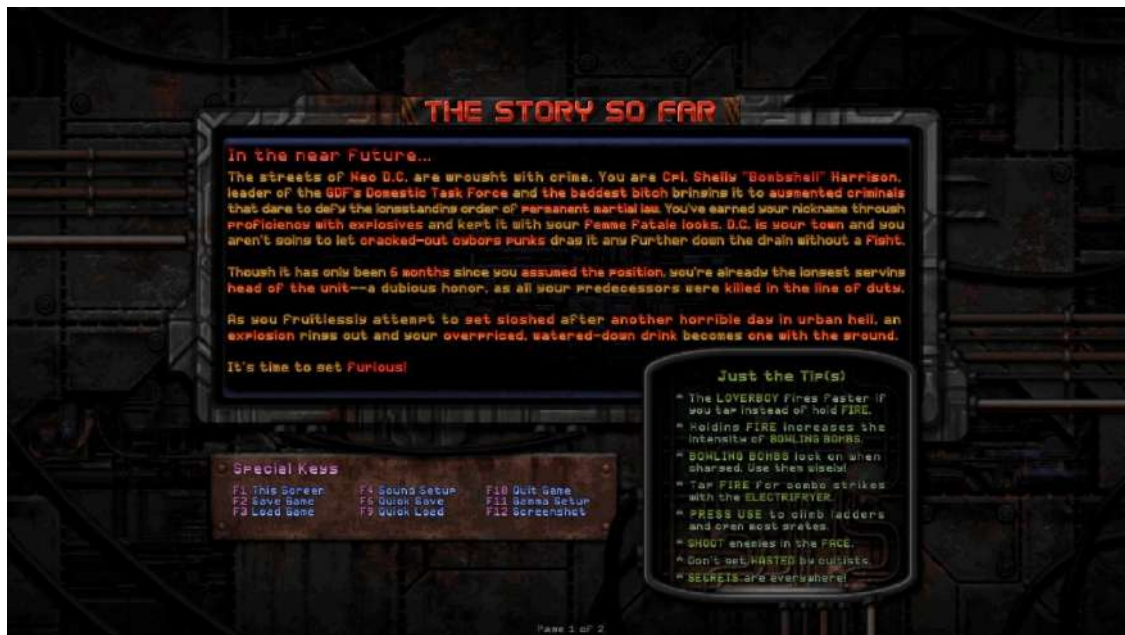 THE STORY SO FAR
In the near Future...
The streets of Neo D.C. are wrought with crime. You are Cpl. Shelly "Bombshell" Harrison,
leader of the GDF's Domestic Task Force and the baddest bitch bringing it to augmented criminals
that dare to defy the longstanding order of permanent martial law. You've earned your nickname through
proficiency with explosives and kept it with your Femme Fatale looks. D.C. is your town and you
aren't going to let cracked-out cyborg punks drag it any further down the drain without a fight.
Though it has only been 6 months since you assumed the position, you're already the longest serving
head of the unit--a dubious honor, as all your predecessors were killed in the line of duty.
As you fruitlessly attempt to get sloshed after another horrible day in urban hell, an
explosion rings out and your overpriced, watered-down drink becomes one with the ground.
It's time to get Furious!
Just the Tip(s)
* The LOVERBOY fires faster if
you tap instead of hold FIRE.
* Holding FIRE increases the
intensity of BOWLING BOMBS.
* BOWLING BOMBS lock on when
charged. Use them wisely!
* Tap FIRE for combo strikes
with the ELECTRIFRYER.
* PRESS USE to climb ladders
and open most grates.
* SHOOT enemies in the FACE.
* Don't get WASTED by cultists.
* SECRETS are everywhere!
Special Keys
F1 This Screen F4 Sound Setup F10 Quit Game
F2 Save Game F6 Quick Save F11 Gamma Setup
F3 Load Game F9 Quick Load F12 Screenshot
Page 1 of 2